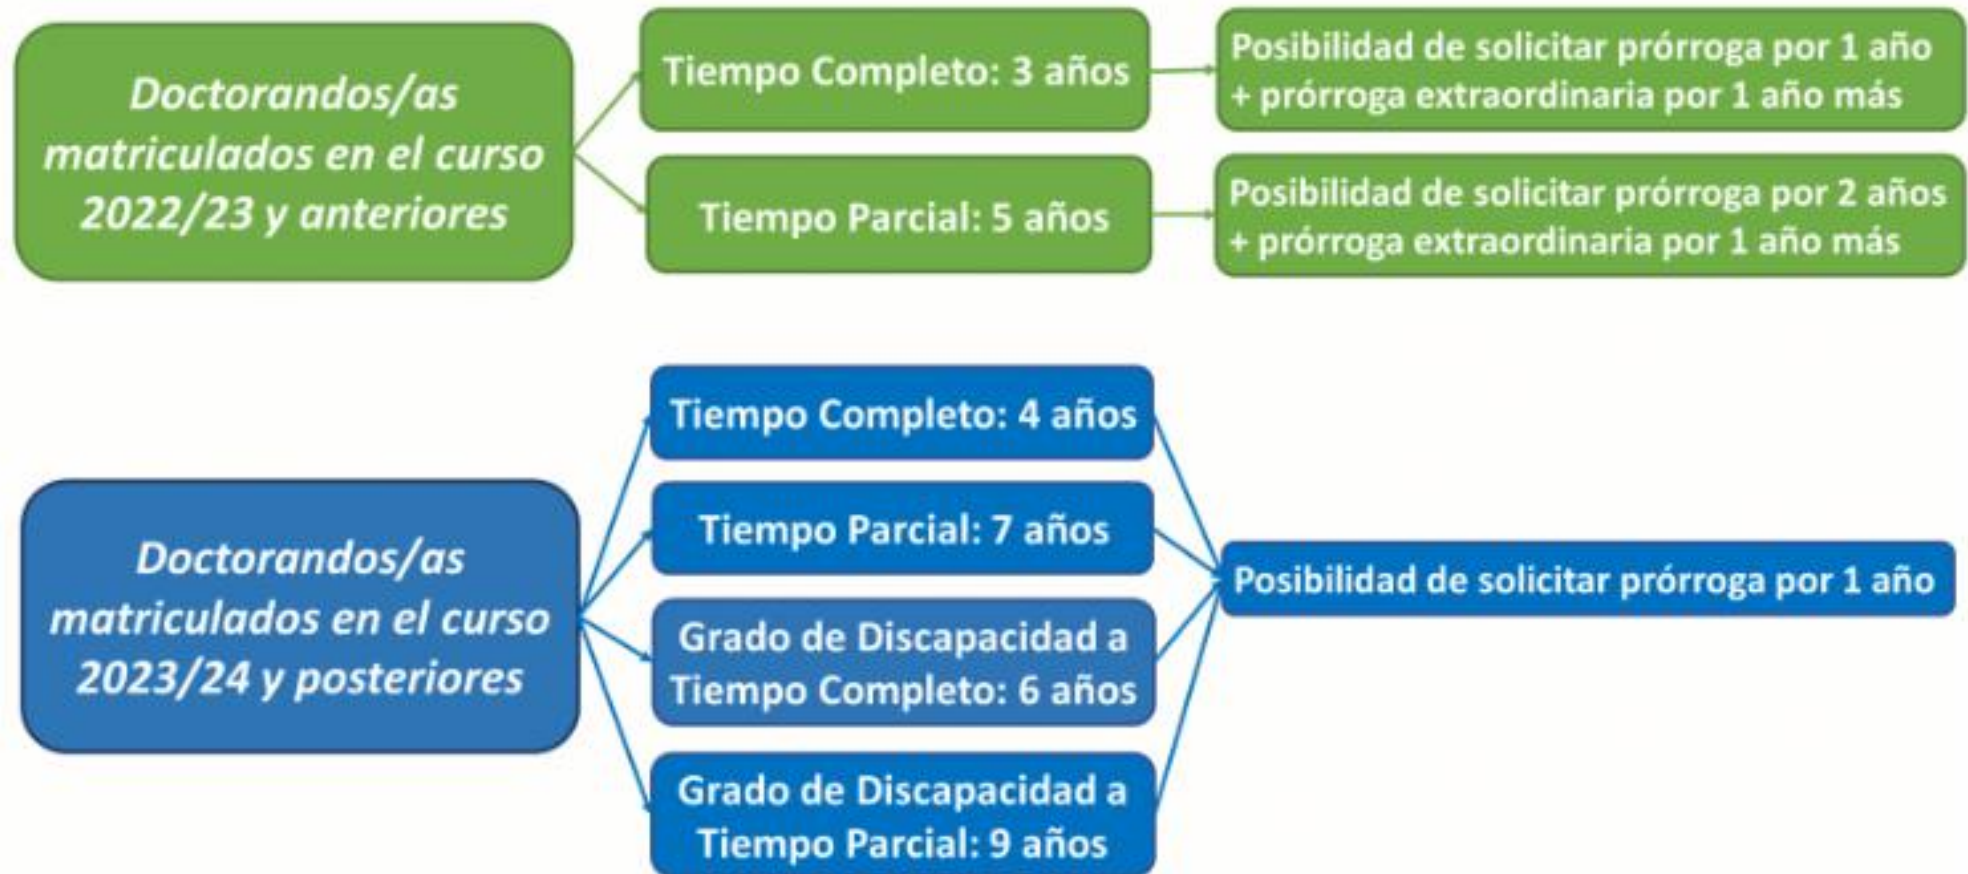 Doctorandos/as
matriculados en el curso
2022/23 y anteriores
Tiempo Completo: 3 años
Posibilidad de solicitar prórroga por 1 año
+ prórroga extraordinaria por 1 año más
Tiempo Parcial: 5 años
Posibilidad de solicitar prórroga por 2 años
+ prórroga extraordinaria por 1 año más
Doctorandos/as
matriculados en el curso
2023/24 y posteriores
Tiempo Completo: 4 años
Tiempo Parcial: 7 años
Grado de Discapacidad a
Tiempo Completo: 6 años
Grado de Discapacidad a
Tiempo Parcial: 9 años
Posibilidad de solicitar prórroga por 1 año